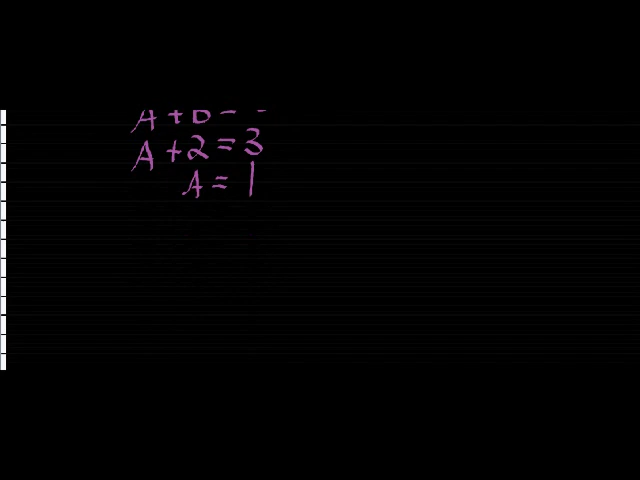 A + B =
A + 2 = 3
A = 1